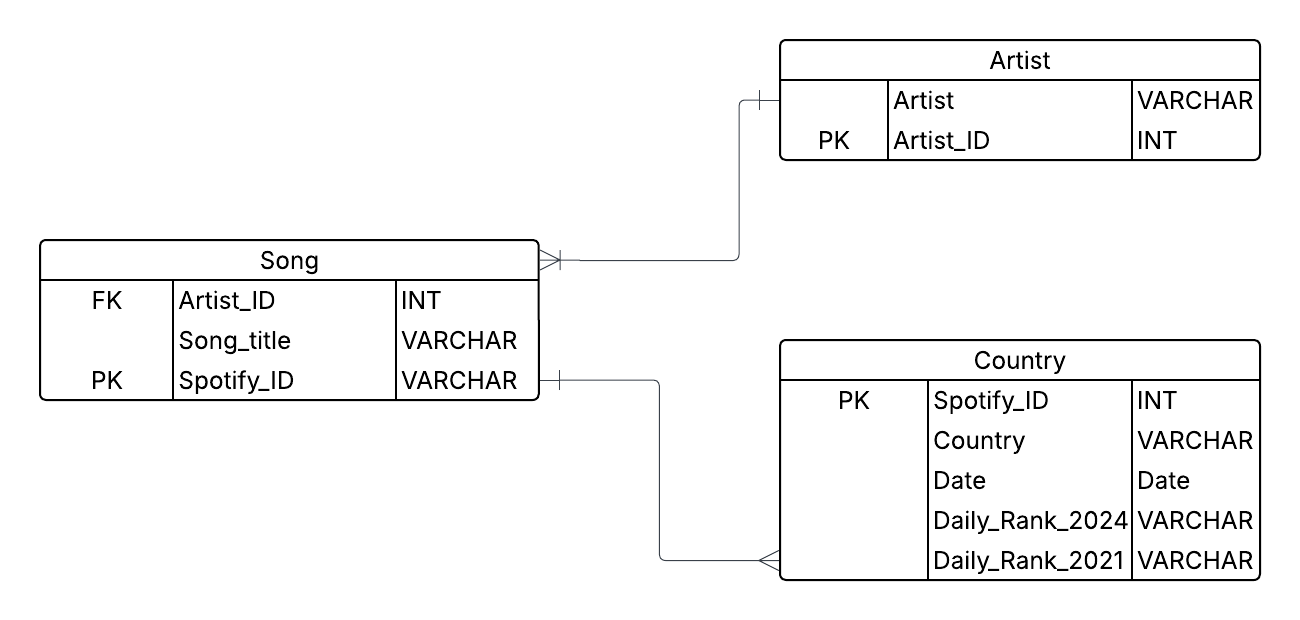 Artist
Artist VARCHAR
PK Artist_ID INT
Song
FK Artist_ID INT
Song_title VARCHAR
PK Spotify_ID VARCHAR
Country
PK Spotify_ID INT
Country VARCHAR
Date Date
Daily_Rank_2024 VARCHAR
Daily_Rank_2021 VARCHAR